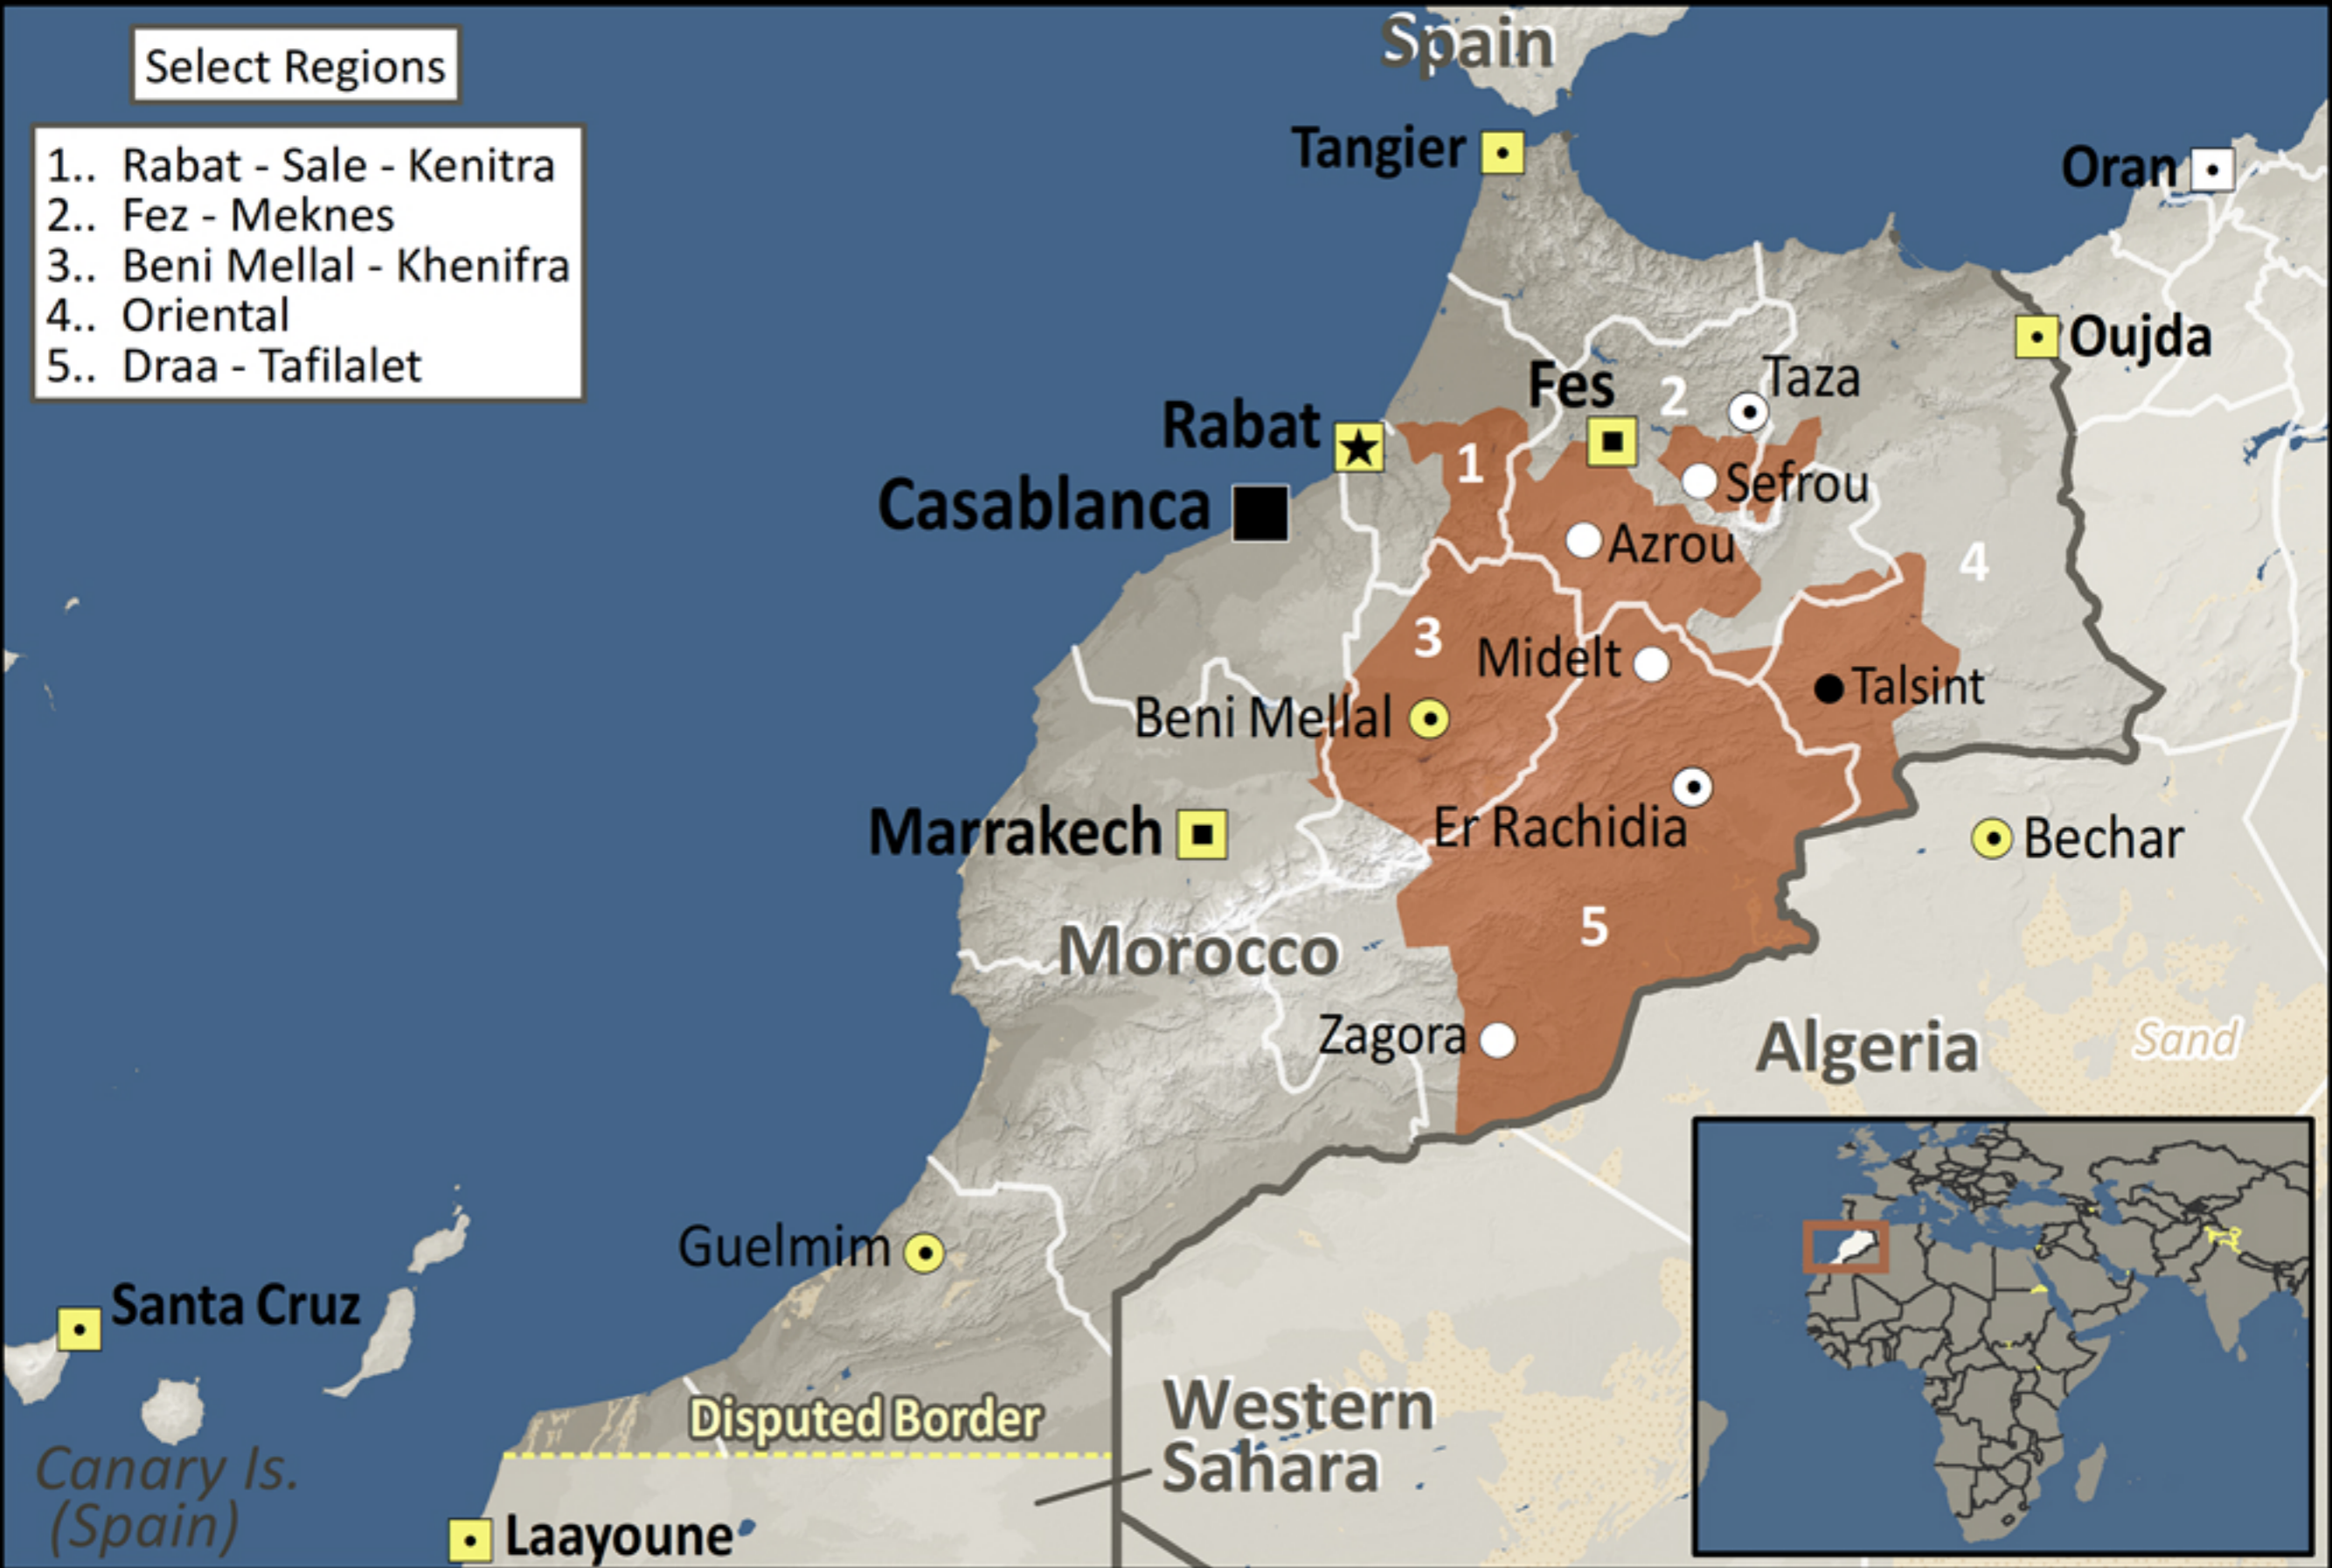 Select Regions
1.. Rabat - Sale - Kenitra
2.. Fez - Meknes
3.. Beni Mellal - Khenifra
4.. Oriental
5.. Draa - Tafilalet
Spain
Tangier
Oran
Oujda
Fes
2
Taza
Rabat
1
Casablanca
Sefrou
Azrou
4
3
Midelt
Talsint
Beni Mellal
Marrakech
Er Rachidia
Bechar
5
Morocco
Zagora
Algeria
Sand
Guelmim
Santa Cruz
Disputed Border
Western
Sahara
Canary Is.
(Spain)
Laayoune